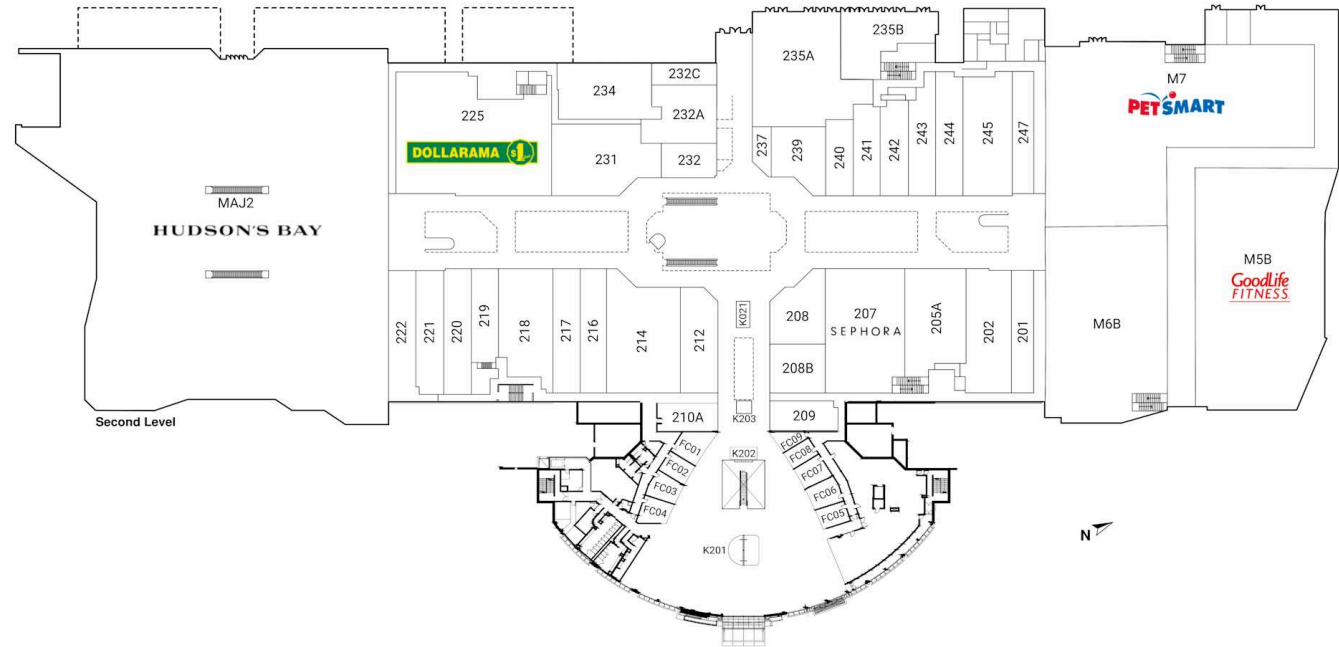 235B
235A
232C
M7
PETSMART
225
234
232A
243
244
245
247
DOLLARAMA $1
231
232
237
239
240
241
242
MAJ2
HUDSON'S BAY
M5B
GoodLife
FITNESS
222
221
220
219
218
217
216
214
212
K021
208
207
SEPHORA
205A
202
201
M6B
208B
Second Level
210A
K203
209
FC01
K202
FC09
FC02
FC08
FC03
FC07
FC04
FC06
FC05
K201
N